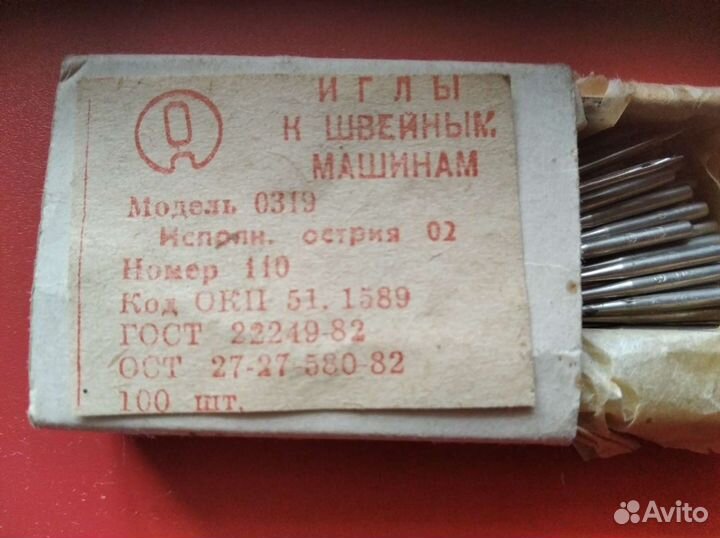 ИГЛЫ
К ШВЕЙНЫМ
МАШИНАМ
Модель 0319
Исполн. острия 02
Номер 110
Код ОКП 51. 1589
ГОСТ 22249-82
ОСТ 27-27-580-82
100 шт.
Avito